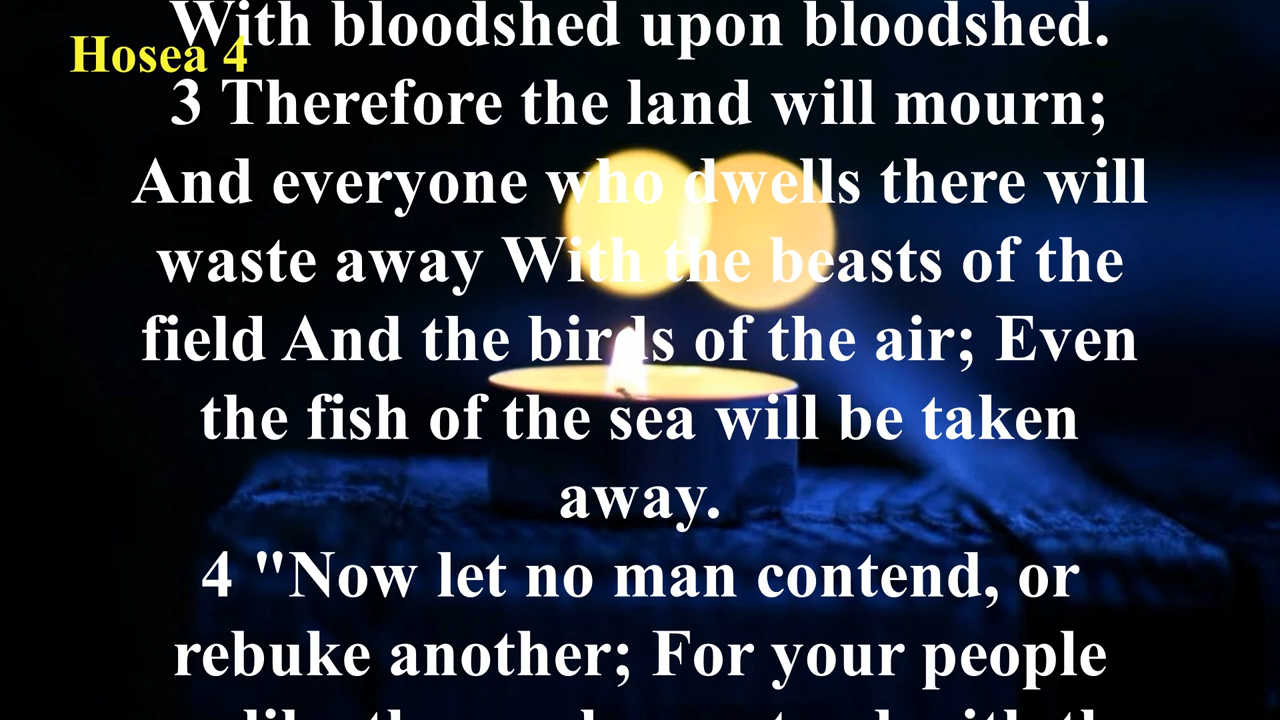 With bloodshed upon bloodshed.
Hosea 4
3 Therefore the land will mourn;
And everyone who dwells there will
waste away With the beasts of the
field And the birds of the air; Even
the fish of the sea will be taken
away.
4 "Now let no man contend, or
rebuke another; For your people